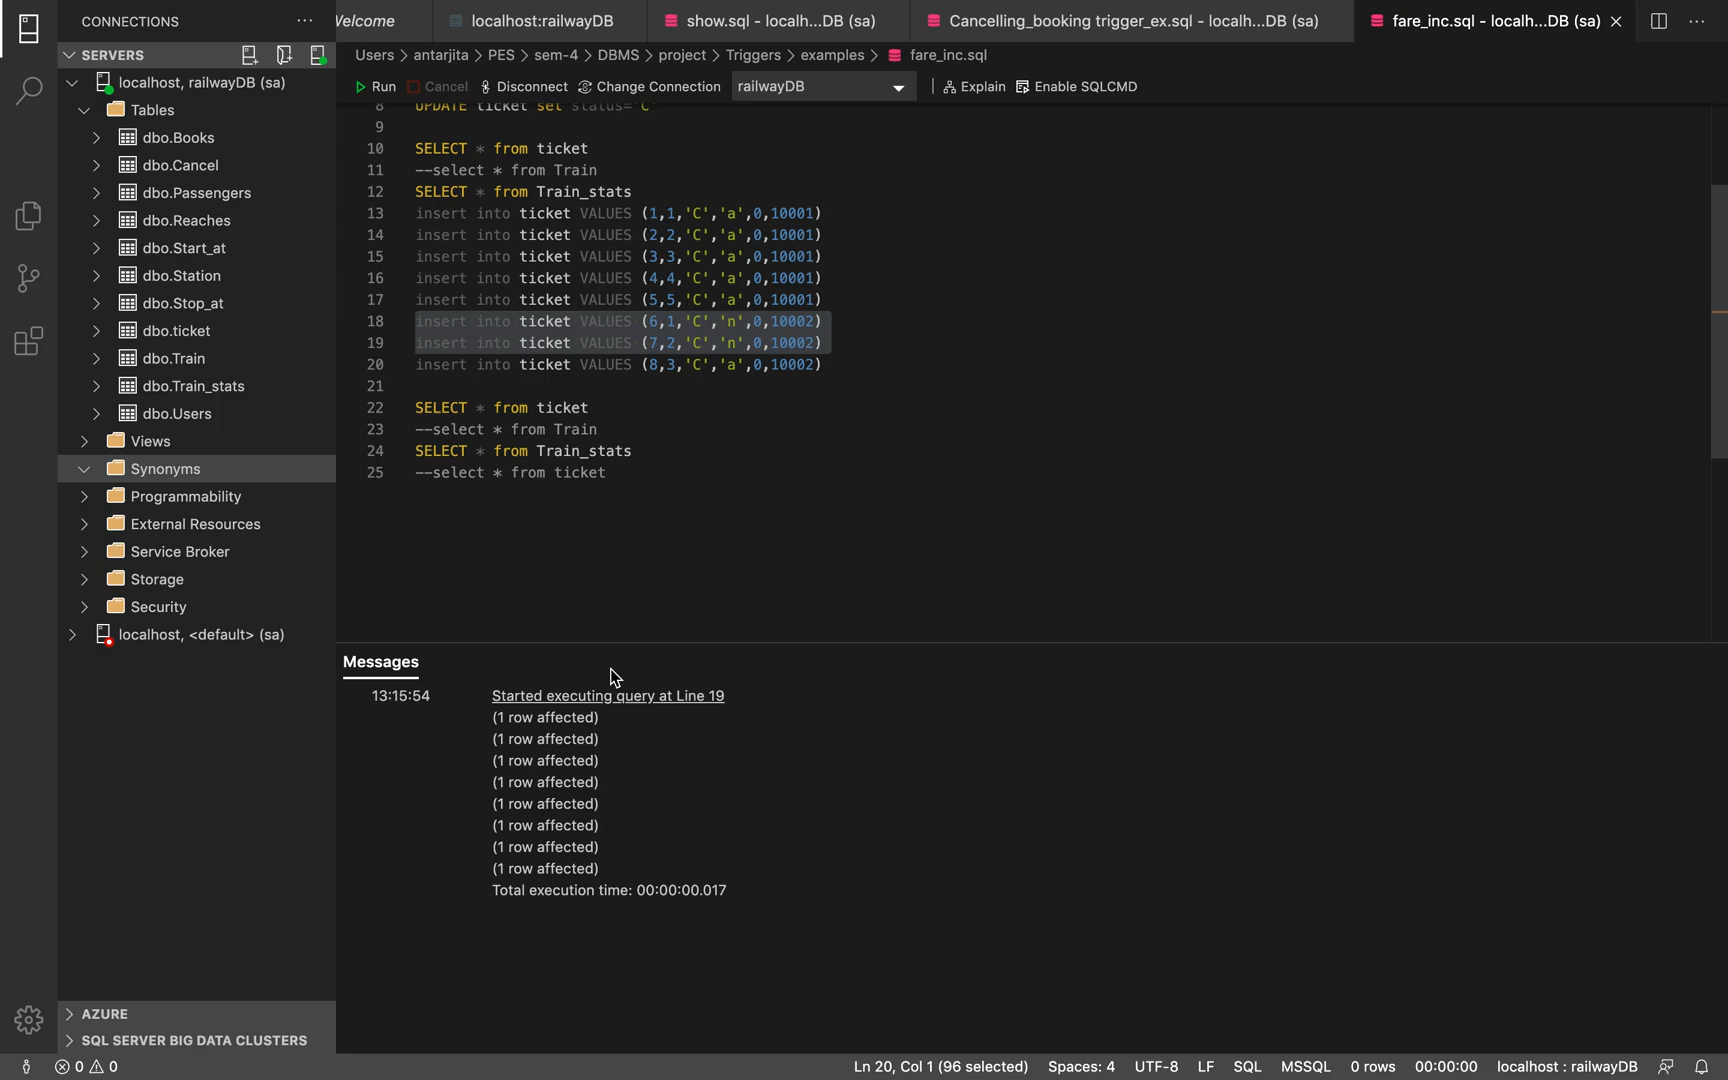 CONNECTIONS
SERVERS
localhost, railwayDB (sa)
Tables
dbo.Books
dbo.Cancel
dbo.Passengers
dbo.Reaches
dbo.Start_at
dbo.Station
dbo.Stop_at
dbo.ticket
dbo.Train
dbo.Train_stats
dbo.Users
Views
Synonyms
Programmability
External Resources
Service Broker
Storage
Security
localhost, <default> (sa)
AZURE
SQL SERVER BIG DATA CLUSTERS
Velcome localhost:railwayDB show.sql - localh...DB (sa) Cancelling_booking trigger_ex.sql - localh...DB (sa) fare_inc.sql - localh...DB (sa)
Users > antarjita > PES > sem-4 > DBMS > project > Triggers > examples > fare_inc.sql
Run Cancel Disconnect Change Connection railwayDB Explain Enable SQLCMD
8 UPDATE ticket set status='C'
9
10 SELECT * from ticket
11 --select * from Train
12 SELECT * from Train_stats
13 insert into ticket VALUES (1,1,'C','a',0,10001)
14 insert into ticket VALUES (2,2,'C','a',0,10001)
15 insert into ticket VALUES (3,3,'C','a',0,10001)
16 insert into ticket VALUES (4,4,'C','a',0,10001)
17 insert into ticket VALUES (5,5,'C','a',0,10001)
18 insert into ticket VALUES (6,1,'C','n',0,10002)
19 insert into ticket VALUES (7,2,'C','n',0,10002)
20 insert into ticket VALUES (8,3,'C','a',0,10002)
21
22 SELECT * from ticket
23 --select * from Train
24 SELECT * from Train_stats
25 --select * from ticket
Messages
13:15:54 Started executing query at Line 19
(1 row affected)
(1 row affected)
(1 row affected)
(1 row affected)
(1 row affected)
(1 row affected)
(1 row affected)
(1 row affected)
Total execution time: 00:00:00.017
0 0 Ln 20, Col 1 (96 selected) Spaces: 4 UTF-8 LF SQL MSSQL 0 rows 00:00:00 localhost : railwayDB